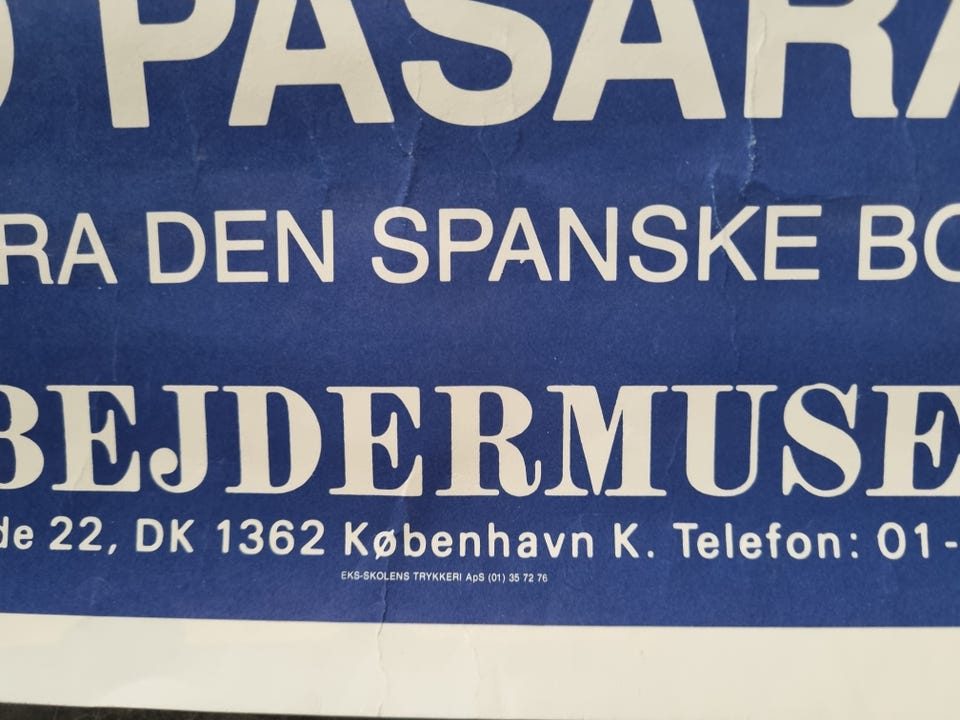 PASARA
RA DEN SPANSKE BO
BEJDERMUSE
de 22, DK 1362 København K. Telefon: 01-
EKS-SKOLENS TRYKKERI ApS (01) 35 72 76